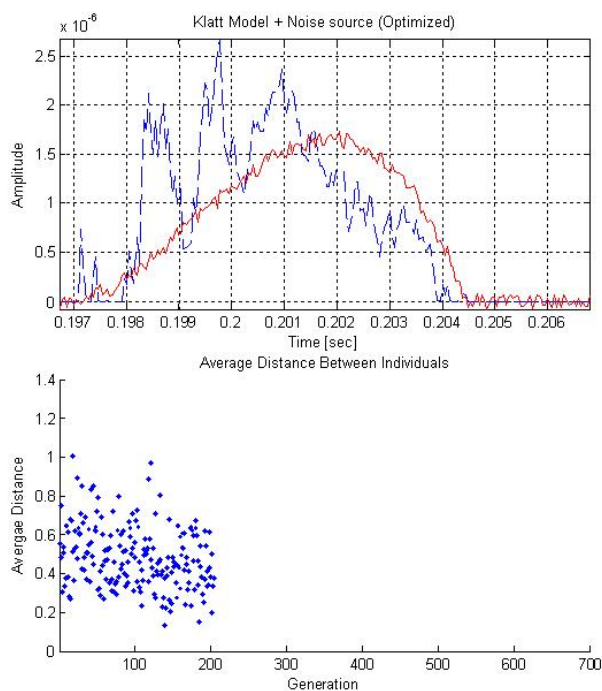 Klatt Model + Noise source (Optimized)
x 10^-6
2.5
2
1.5
1
0.5
0
Amplitude
0.197 0.198 0.199 0.2 0.201 0.202 0.203 0.204 0.205 0.206
Time [sec]
Average Distance Between Individuals
1.4
1.2
1
0.8
0.6
0.4
0.2
0
Avergae Distance
100 200 300 400 500 600 700
Generation